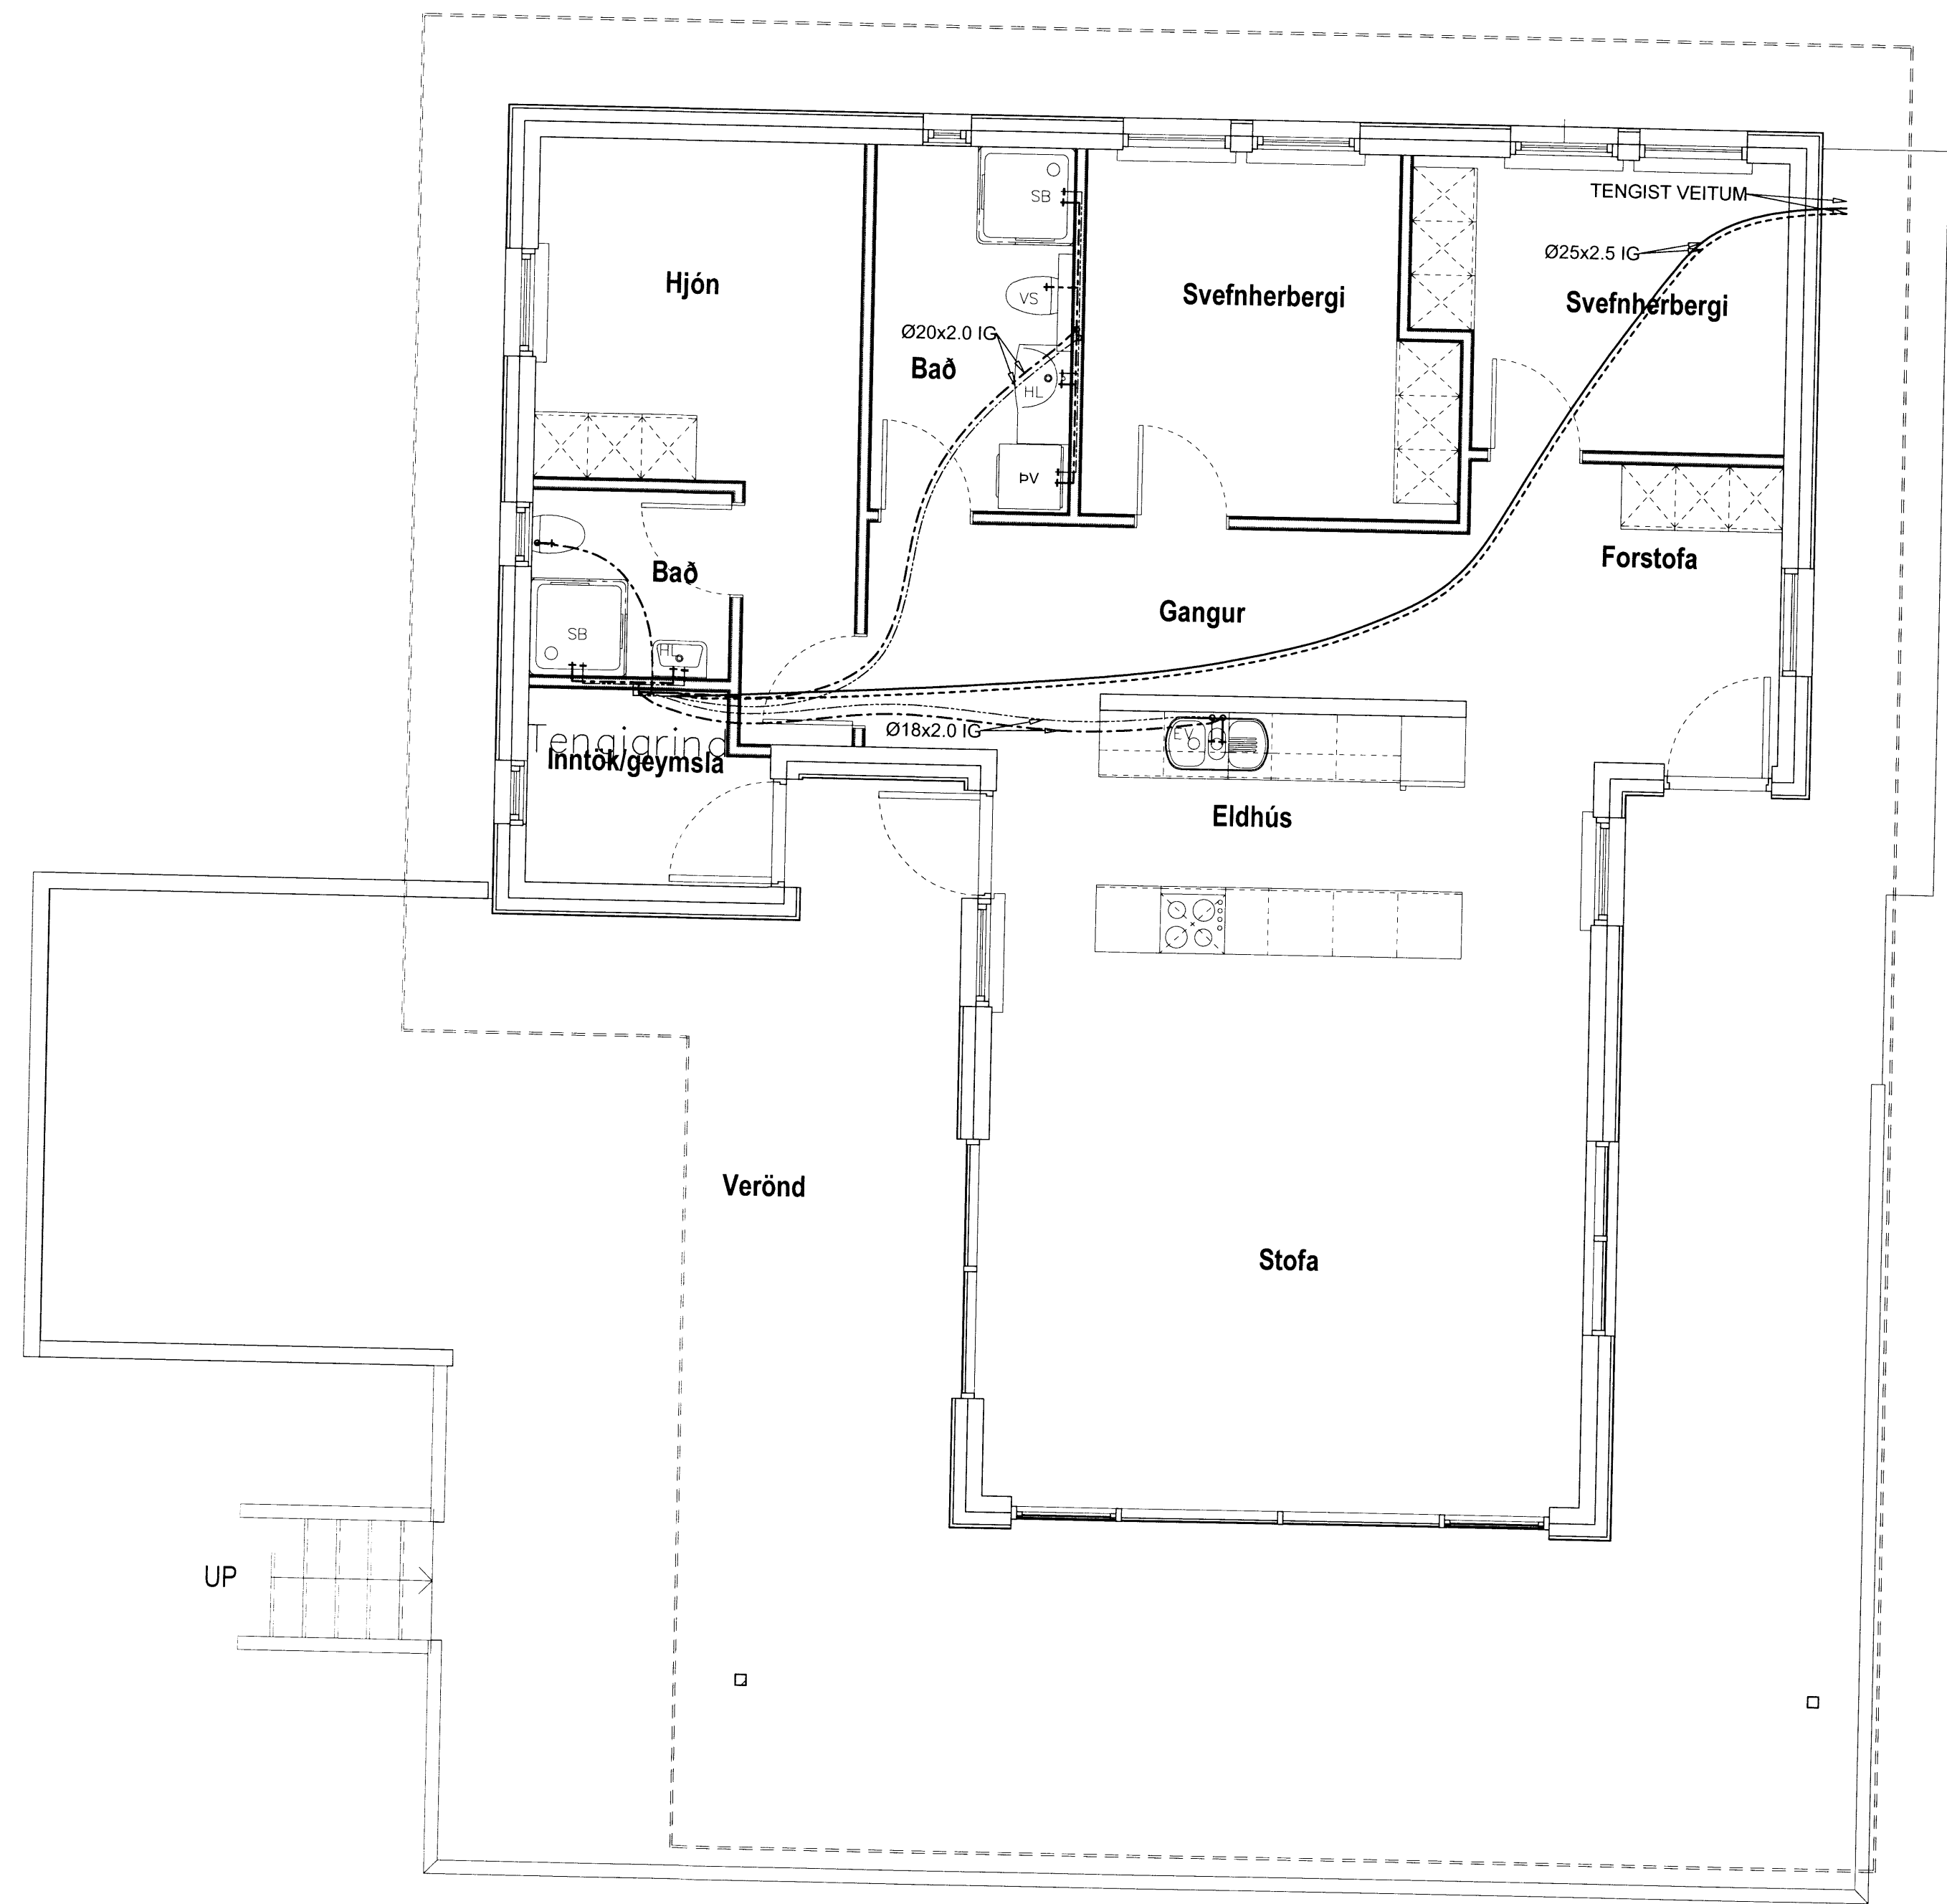 TENGIST VEITUM
SB
Ø25x2.5 IG
Hjón
Svefnherbergi
Svefnherbergi
VS
Ø20x2.0 IG
Bað
HL
ÞV
Forstofa
Bað
Gangur
SB
HL
Ø18x2.0 IG
EV
Tengigrind
Inntök/geymsla
Eldhús
Verönd
Stofa
UP